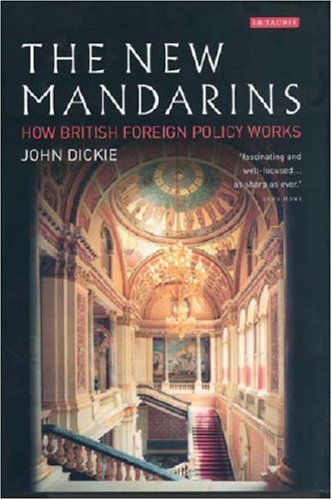 I.B.TAURIS
THE NEW
MANDARINS
HOW BRITISH FOREIGN POLICY WORKS
JOHN DICKIE
'fascinating and
well-focused...
as sharp as ever.'